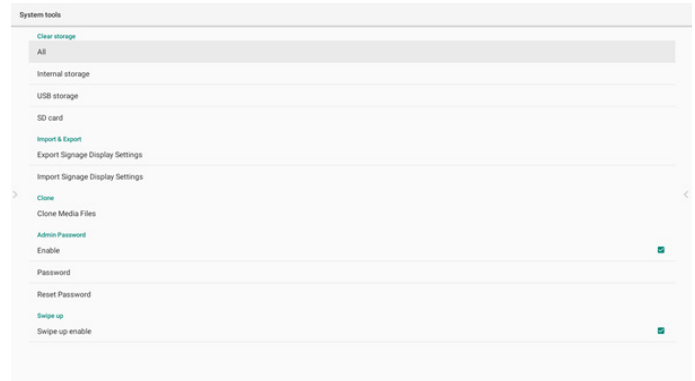 System tools
Clear storage
All
Internal storage
USB storage
SD card
Import & Export
Export Signage Display Settings
Import Signage Display Settings
Clone
Clone Media Files
Admin Password
Enable
Password
Reset Password
Swipe up
Swipe up enable